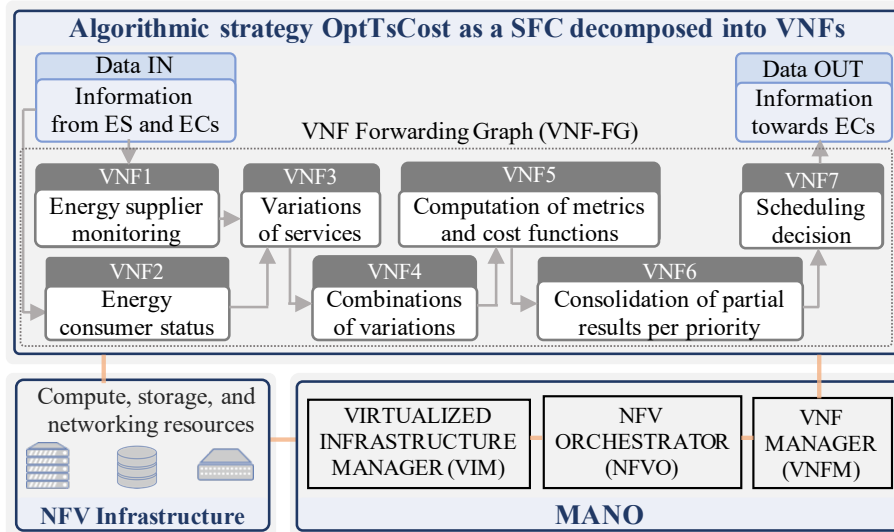 Algorithmic strategy OptTsCost as a SFC decomposed into VNFs
Data IN
Information
from ES and ECs
Data OUT
Information
towards ECs
VNF Forwarding Graph (VNF-FG)
VNF1
Energy supplier
monitoring
VNF3
Variations
of services
VNF5
Computation of metrics
and cost functions
VNF7
Scheduling
decision
VNF2
Energy
consumer status
VNF4
Combinations
of variations
VNF6
Consolidation of partial
results per priority
Compute, storage, and
networking resources
NFV Infrastructure
VIRTUALIZED
INFRASTRUCTURE
MANAGER (VIM)
NFV
ORCHESTRATOR
(NFVO)
VNF
MANAGER
(VNFM)
MANO